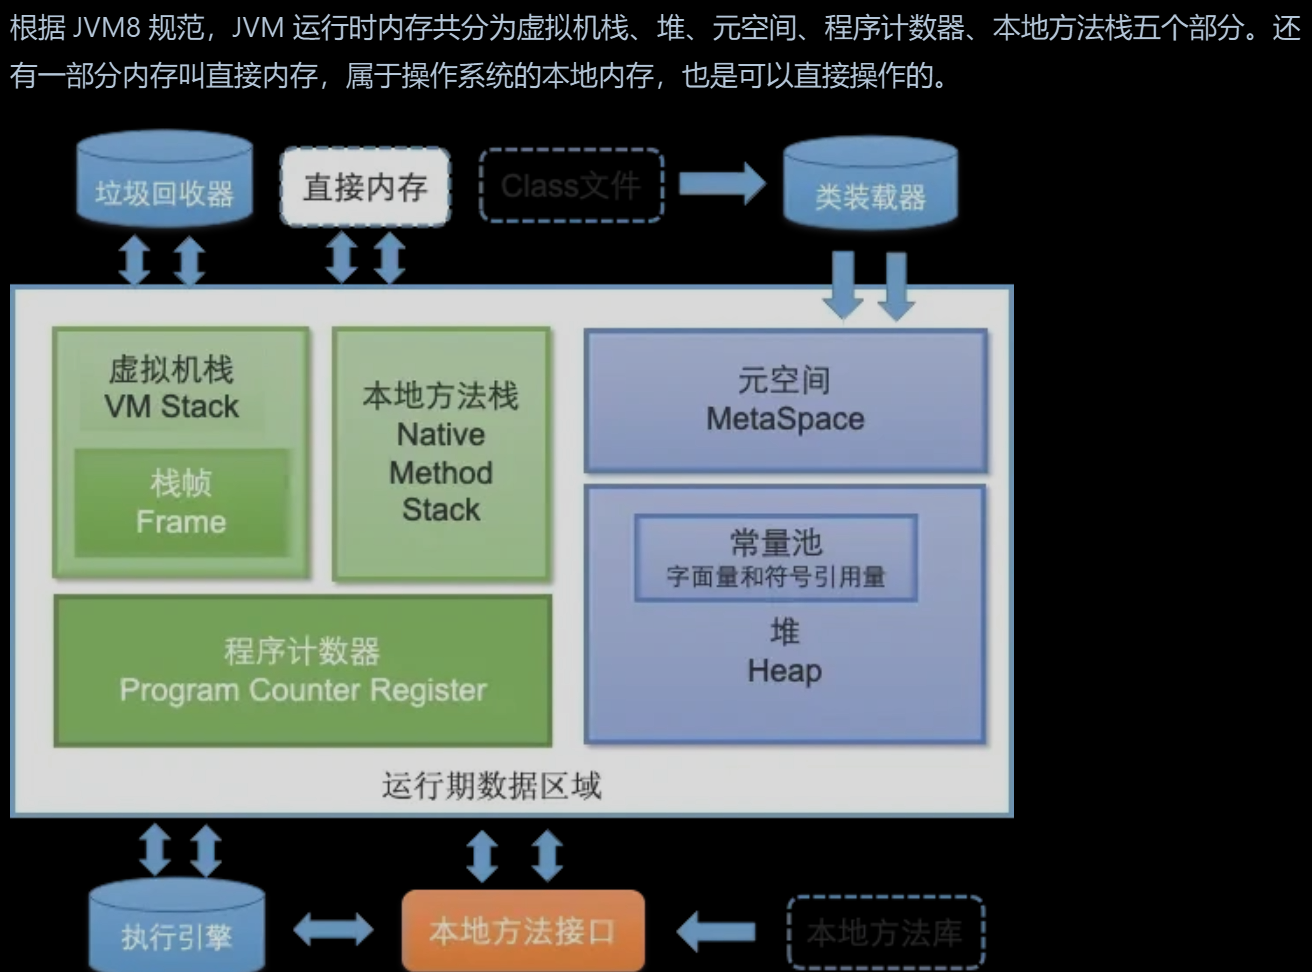 根据 JVM8 规范，JVM 运行时内存共分为虚拟机栈、堆、元空间、程序计数器、本地方法栈五个部分。还
有一部分内存叫直接内存，属于操作系统的本地内存，也是可以直接操作的。
垃圾回收器
直接内存
Class文件
类装载器
虚拟机栈
VM Stack
栈帧
Frame
本地方法栈
Native
Method
Stack
元空间
MetaSpace
常量池
字面量和符号引用量
堆
Heap
程序计数器
Program Counter Register
运行期数据区域
执行引擎
本地方法接口
本地方法库